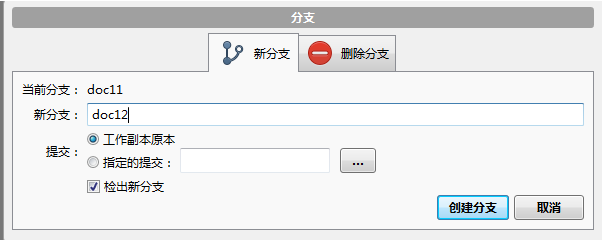 分支
新分支 删除分支
当前分支： doc11
新分支： doc12
提交： 工作副本原本
指定的提交： ...
检出新分支
创建分支 取消